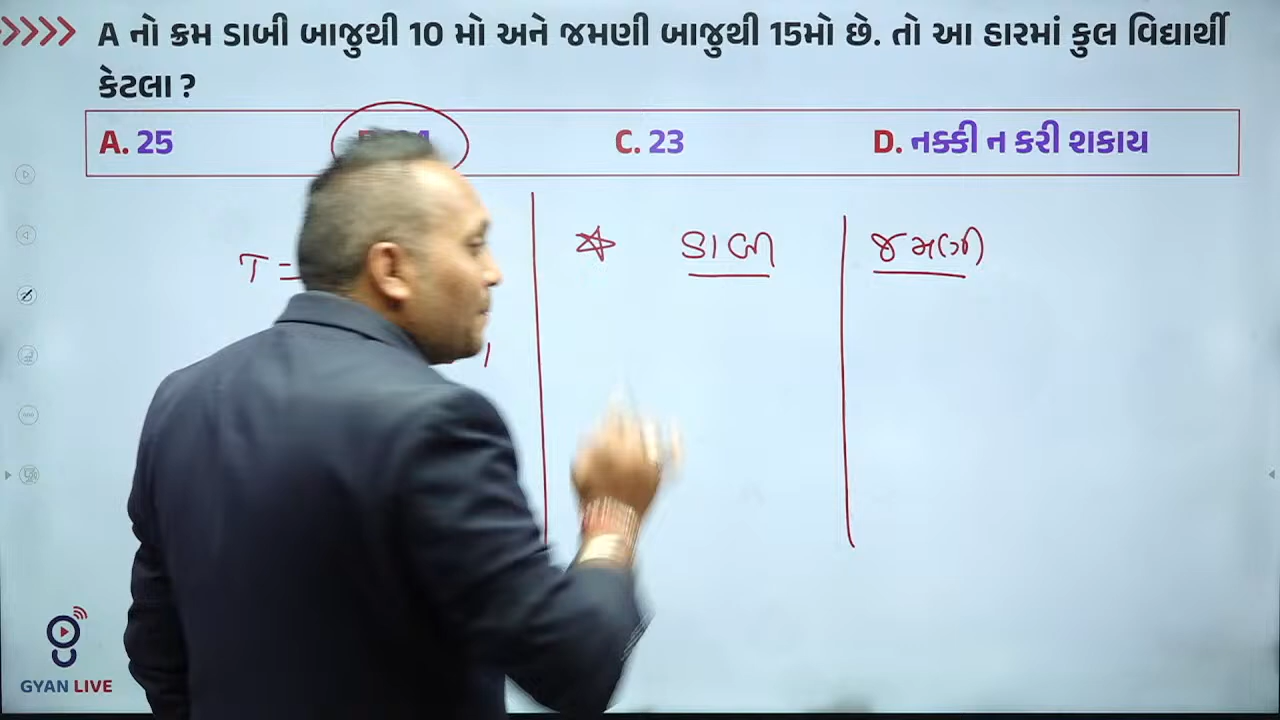 A નો ક્રમ ડાબી બાજુથી 10 મો અને જમણી બાજુથી 15મો છે. તો આ હારમાં કુલ વિદ્યાર્થી
કેટલા ?
A. 25 C. 23 D. નક્કી ન કરી શકાય
T = ડાબી જમણી
GYAN LIVE